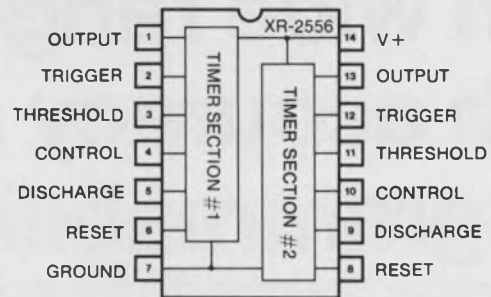 XR-2556
OUTPUT 1
TRIGGER 2
THRESHOLD 3
CONTROL 4
DISCHARGE 5
RESET 6
GROUND 7
TIMER SECTION #1
TIMER SECTION #2
14 V+
13 OUTPUT
12 TRIGGER
11 THRESHOLD
10 CONTROL
9 DISCHARGE
8 RESET